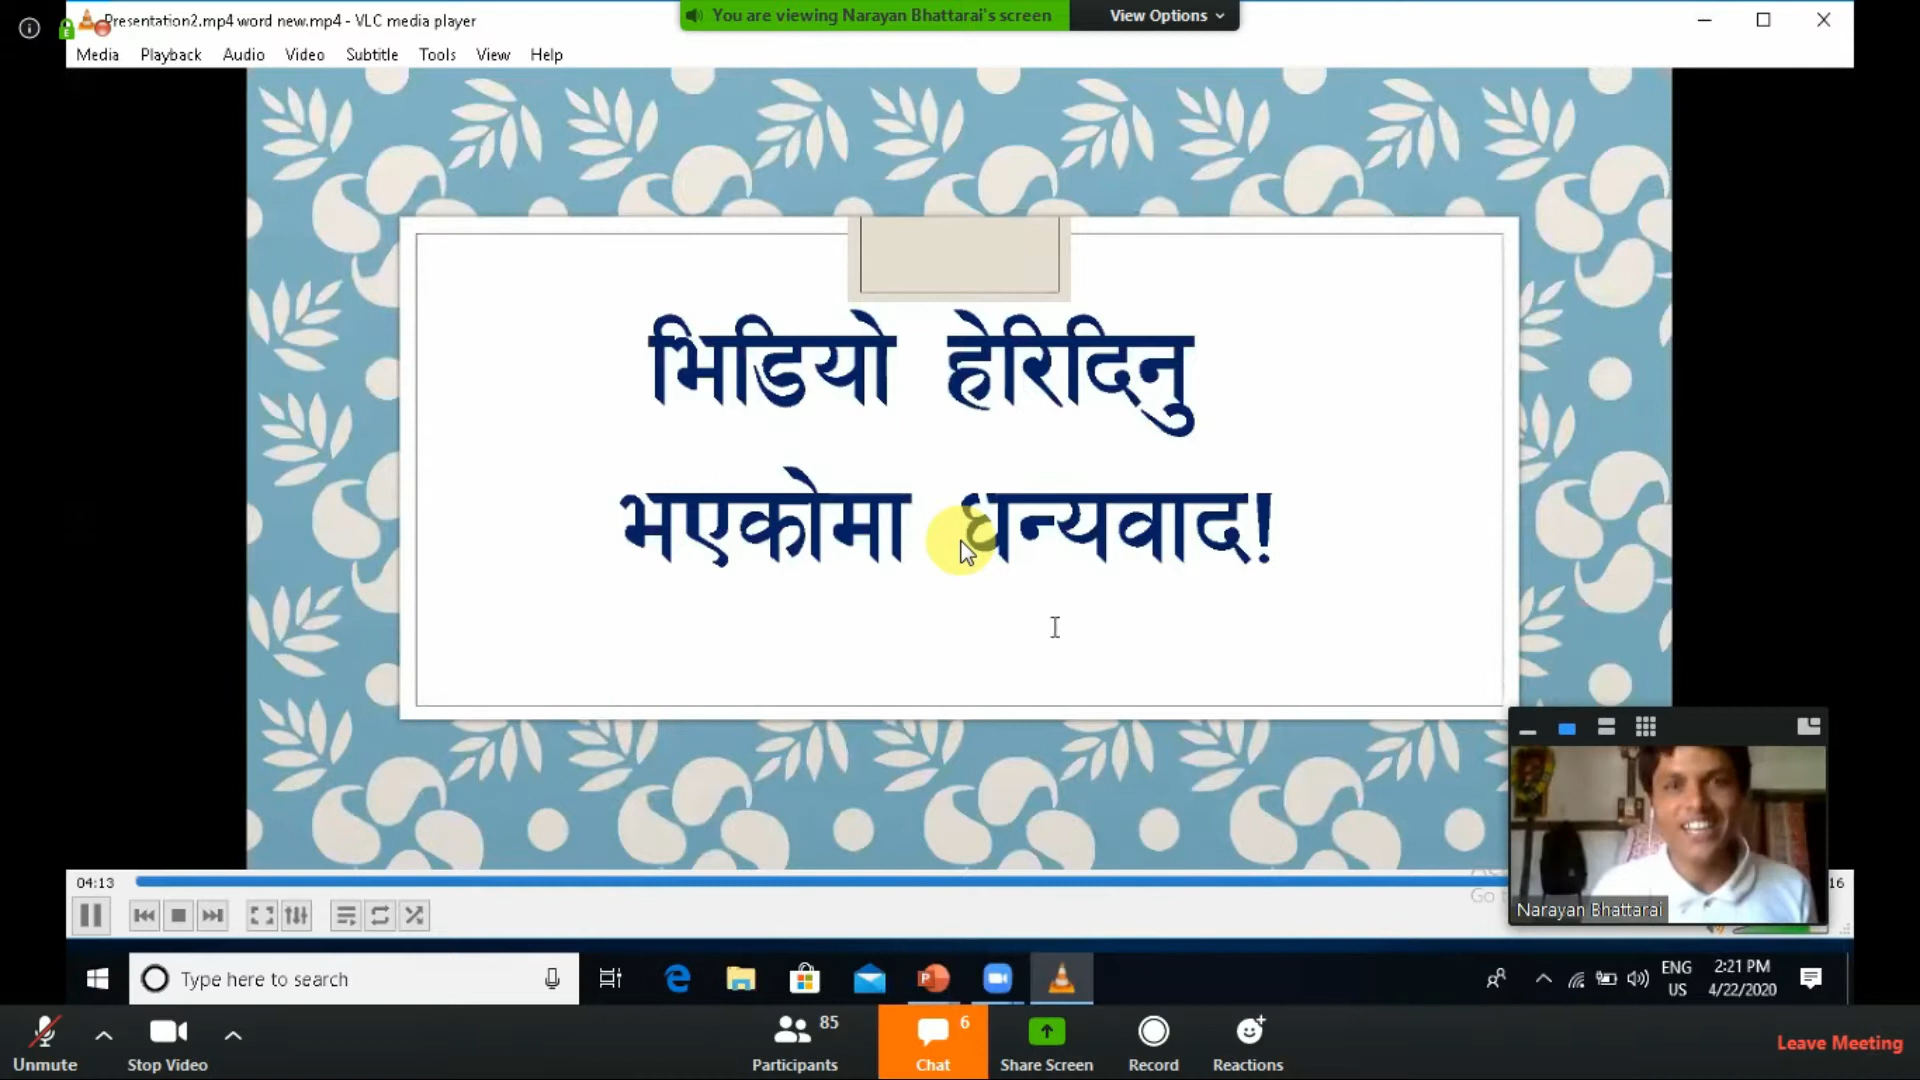 Presentation2.mp4 word new.mp4 - VLC media player
You are viewing Narayan Bhattarai's screen
View Options
Media Playback Audio Video Subtitle Tools View Help
भिडियो हेरिदिनु
भएकोमा धन्यवाद!
04:13
16
Go
Narayan Bhattarai
Type here to search
ENG
US
2:21 PM
4/22/2020
Unmute
Stop Video
85
Participants
6
Chat
Share Screen
Record
Reactions
Leave Meeting